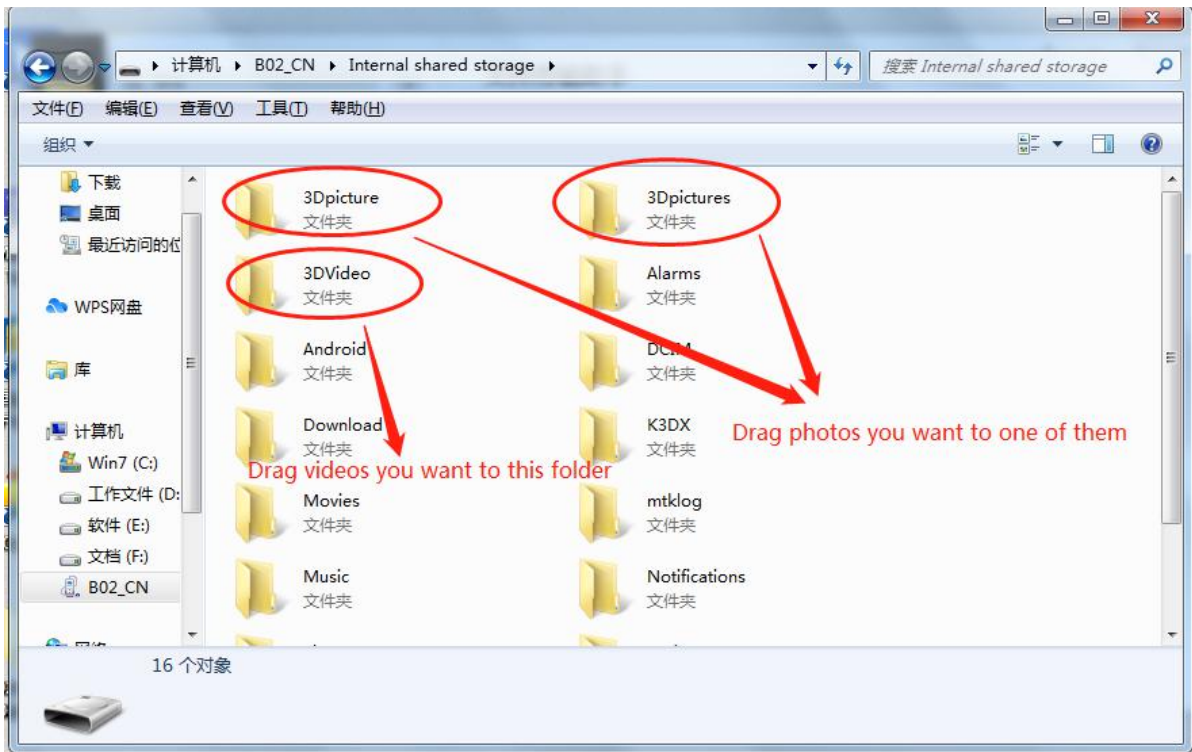 计算机 ▸ B02_CN ▸ Internal shared storage ▸
搜索 Internal shared storage
文件(F) 编辑(E) 查看(V) 工具(T) 帮助(H)
组织
下载
桌面
最近访问的位
WPS网盘
库
计算机
Win7 (C:)
工作文件 (D:
软件 (E:)
文档 (F:)
B02_CN
3Dpicture
文件夹
3Dpictures
文件夹
3DVideo
文件夹
Alarms
文件夹
Android
文件夹
DCIM
文件夹
Download
文件夹
K3DX
文件夹
Drag photos you want to one of them
Drag videos you want to this folder
Movies
文件夹
mtklog
文件夹
Music
文件夹
Notifications
文件夹
16 个对象